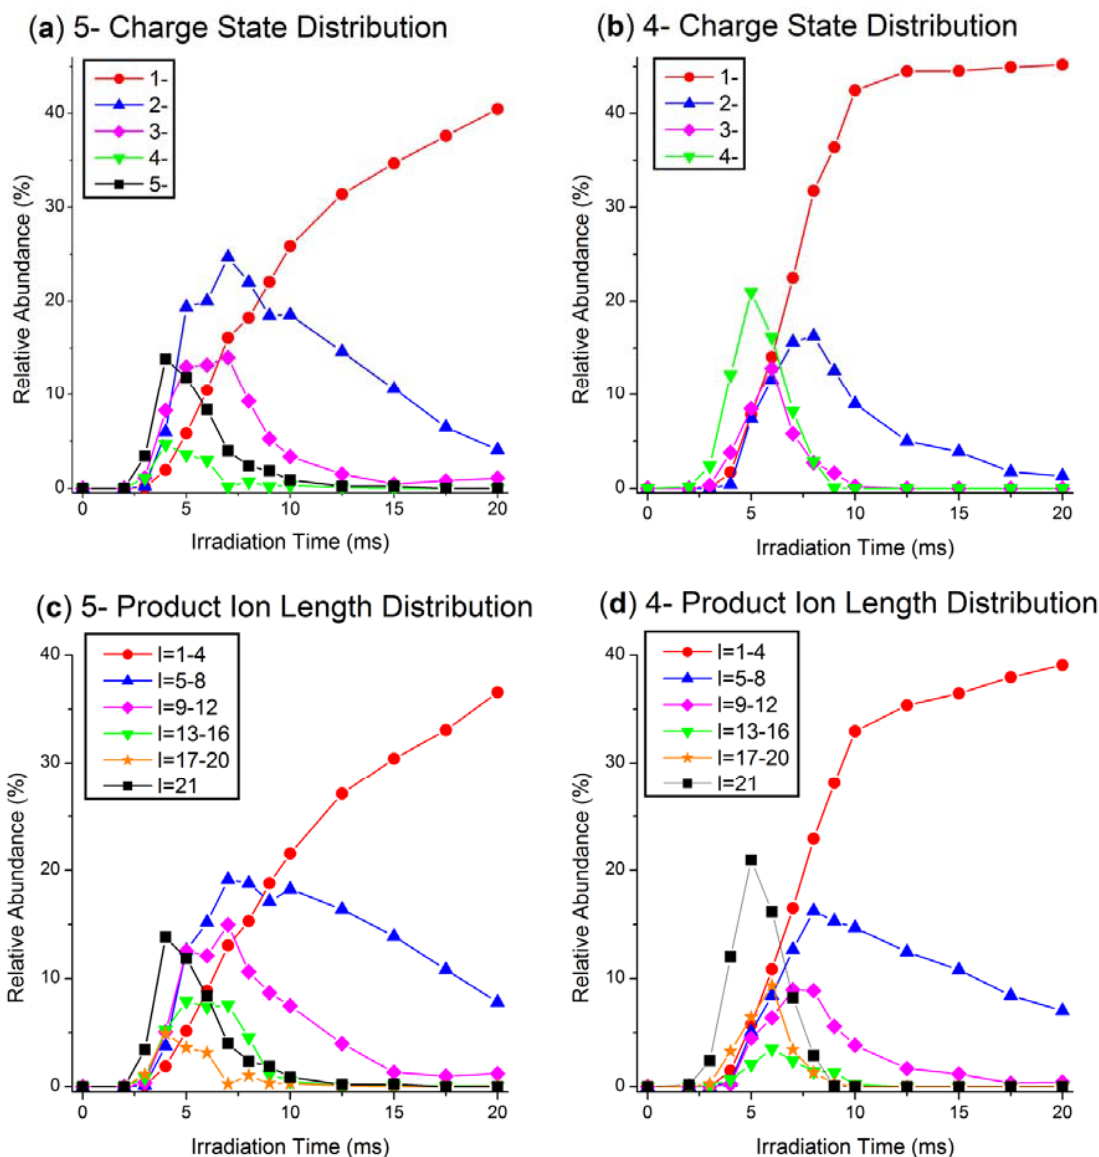 (a) 5- Charge State Distribution
1-
2-
3-
4-
5-
Relative Abundance (%)
40
30
20
10
0
0 5 10 15 20
Irradiation Time (ms)
(b) 4- Charge State Distribution
1-
2-
3-
4-
Relative Abundance (%)
40
30
20
10
0
0 5 10 15 20
Irradiation Time (ms)
(c) 5- Product Ion Length Distribution
l=1-4
l=5-8
l=9-12
l=13-16
l=17-20
l=21
Relative Abundance (%)
40
30
20
10
0
0 5 10 15 20
Irradiation Time (ms)
(d) 4- Product Ion Length Distribution
l=1-4
l=5-8
l=9-12
l=13-16
l=17-20
l=21
Relative Abundance (%)
40
30
20
10
0
0 5 10 15 20
Irradiation Time (ms)